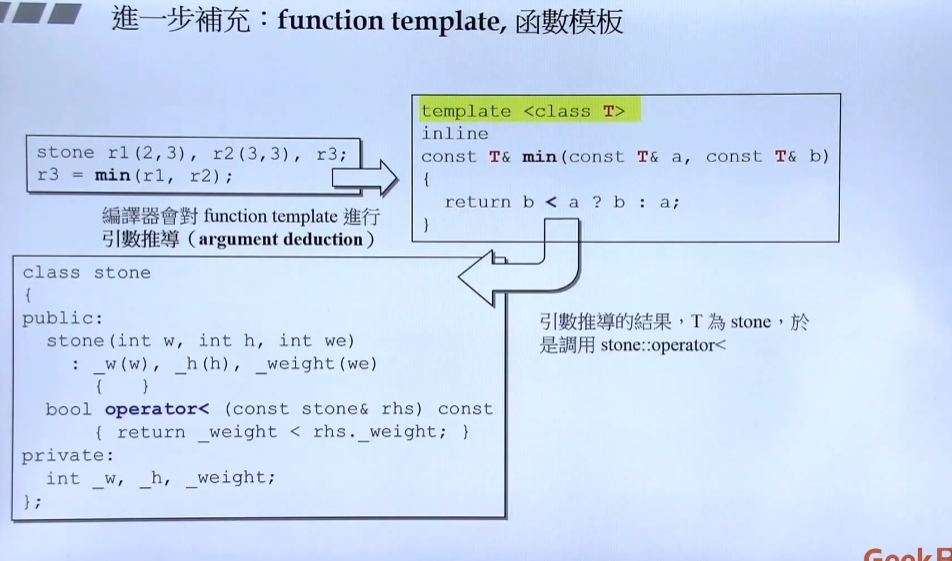 進一步補充：function template, 函數模板
stone r1(2,3), r2(3,3), r3;
r3 = min(r1, r2);
編譯器會對 function template 進行
引數推導（argument deduction）
template <class T>
inline
const T& min(const T& a, const T& b)
{
return b < a ? b : a;
}
class stone
{
public:
stone(int w, int h, int we)
: _w(w), _h(h), _weight(we)
{ }
bool operator< (const stone& rhs) const
{ return _weight < rhs._weight; }
private:
int _w, _h, _weight;
};
引數推導的結果，T 為 stone，於
是調用 stone::operator<